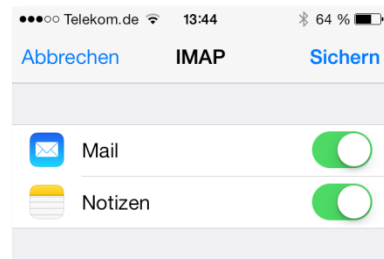 Telekom.de 13:44 64 %
Abbrechen IMAP Sichern
Mail
Notizen